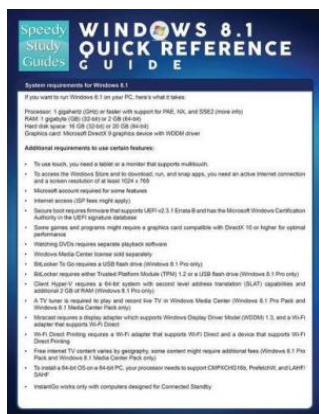 Speedy
Study
Guides
WINDOWS 8.1
QUICK REFERENCE
GUIDE
System requirements for Windows 8.1
If you want to run Windows 8.1 on your PC, here's what it takes:
Processor: 1 gigahertz (GHz) or faster with support for PAE, NX, and SSE2 (more info)
RAM: 1 gigabyte (GB) (32-bit) or 2 GB (64-bit)
Hard disk space: 16 GB (32-bit) or 20 GB (64-bit)
Graphics card: Microsoft DirectX 9 graphics device with WDDM driver
Additional requirements to use certain features:
• To use touch, you need a tablet or a monitor that supports multitouch.
• To access the Windows Store and to download, run, and snap apps, you need an active Internet connection
and a screen resolution of at least 1024 x 768
• Microsoft account required for some features
• Internet access (ISP fees might apply)
• Secure boot requires firmware that supports UEFI v2.3.1 Errata B and has the Microsoft Windows Certification
Authority in the UEFI signature database
• Some games and programs might require a graphics card compatible with DirectX 10 or higher for optimal
performance
• Watching DVDs requires separate playback software
• Windows Media Center license sold separately
• BitLocker To Go requires a USB flash drive (Windows 8.1 Pro only)
• BitLocker requires either Trusted Platform Module (TPM) 1.2 or a USB flash drive (Windows 8.1 Pro only)
• Client Hyper-V requires a 64-bit system with second level address translation (SLAT) capabilities and
additional 2 GB of RAM (Windows 8.1 Pro only)
• A TV tuner is required to play and record live TV in Windows Media Center (Windows 8.1 Pro Pack and
Windows 8.1 Media Center Pack only)
• Miracast requires a display adapter which supports Windows Display Driver Model (WDDM) 1.3, and a Wi-Fi
adapter that supports Wi-Fi Direct
• Wi-Fi Direct Printing requires a Wi-Fi adapter that supports Wi-Fi Direct and a device that supports Wi-Fi
Direct Printing
• Free Internet TV content varies by geography, some content might require additional fees (Windows 8.1 Pro
Pack and Windows 8.1 Media Center Pack only)
• To install a 64-bit OS on a 64-bit PC, your processor needs to support CMPXCHG16b, PrefetchW, and LAHF/
SAHF
• InstantGo works only with computers designed for Connected Standby